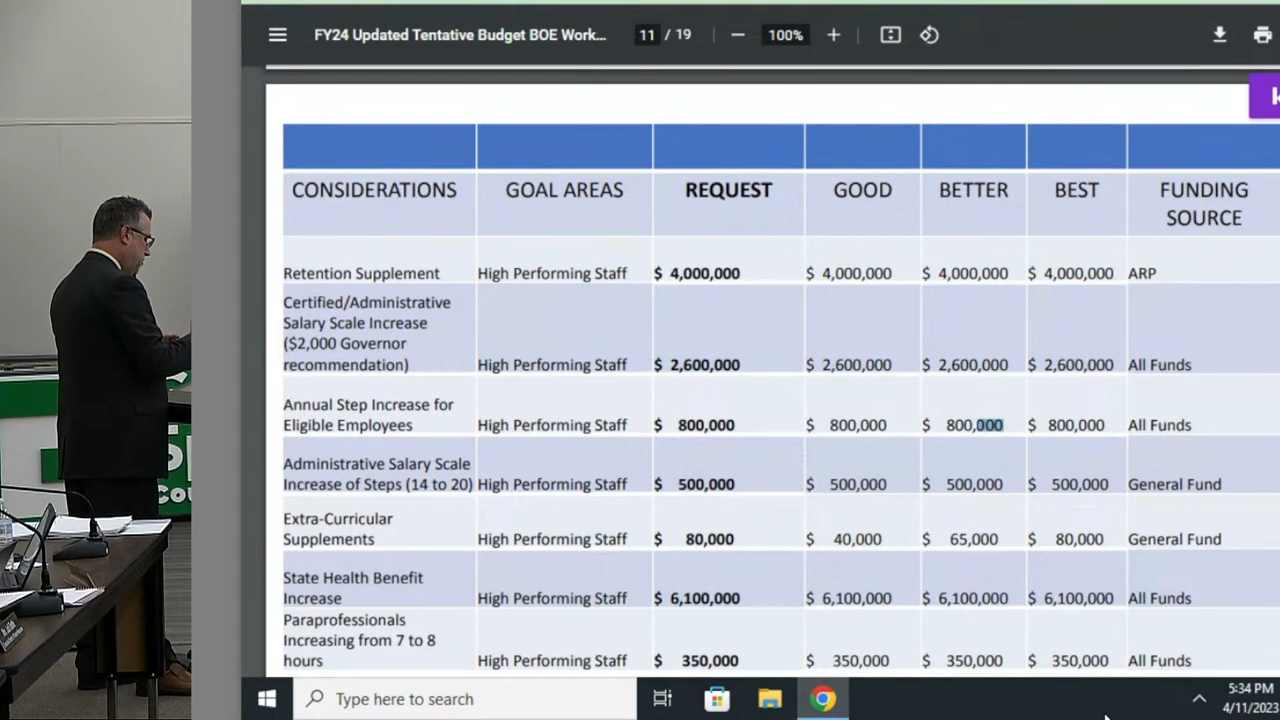 FY24 Updated Tentative Budget BOE Work...
11 / 19
100%
CONSIDERATIONS GOAL AREAS REQUEST GOOD BETTER BEST FUNDING SOURCE
Retention Supplement High Performing Staff $ 4,000,000 $ 4,000,000 $ 4,000,000 $ 4,000,000 ARP
Certified/Administrative
Salary Scale Increase
($2,000 Governor
recommendation) High Performing Staff $ 2,600,000 $ 2,600,000 $ 2,600,000 $ 2,600,000 All Funds
Annual Step Increase for
Eligible Employees High Performing Staff $ 800,000 $ 800,000 $ 800,000 $ 800,000 All Funds
Administrative Salary Scale
Increase of Steps (14 to 20) High Performing Staff $ 500,000 $ 500,000 $ 500,000 $ 500,000 General Fund
Extra-Curricular
Supplements High Performing Staff $ 80,000 $ 40,000 $ 65,000 $ 80,000 General Fund
State Health Benefit
Increase High Performing Staff $ 6,100,000 $ 6,100,000 $ 6,100,000 $ 6,100,000 All Funds
Paraprofessionals
Increasing from 7 to 8
hours High Performing Staff $ 350,000 $ 350,000 $ 350,000 $ 350,000 All Funds
Type here to search
5:34 PM
4/11/2023